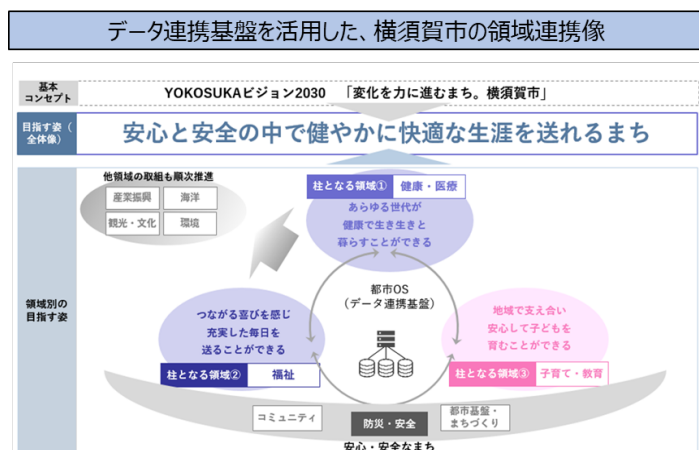 データ連携基盤を活用した、横須賀市の領域連携像
基本
コンセプト
YOKOSUKAビジョン2030 「変化を力に進むまち。横須賀市」
目指す姿（
全体像）
安心と安全の中で健やかに快適な生涯を送れるまち
領域別の
目指す姿
他領域の取組も順次推進
産業振興
海洋
観光・文化
環境
柱となる領域①
健康・医療
あらゆる世代が
健康で生き生きと
暮らすことができる
都市OS
（データ連携基盤）
つながる喜びを感じ
充実した毎日を
送ることができる
柱となる領域②
福祉
地域で支え合い
安心して子どもを
育むことができる
柱となる領域③
子育て・教育
コミュニティ
防災・安全
都市基盤・
まちづくり
安心・安全なまち